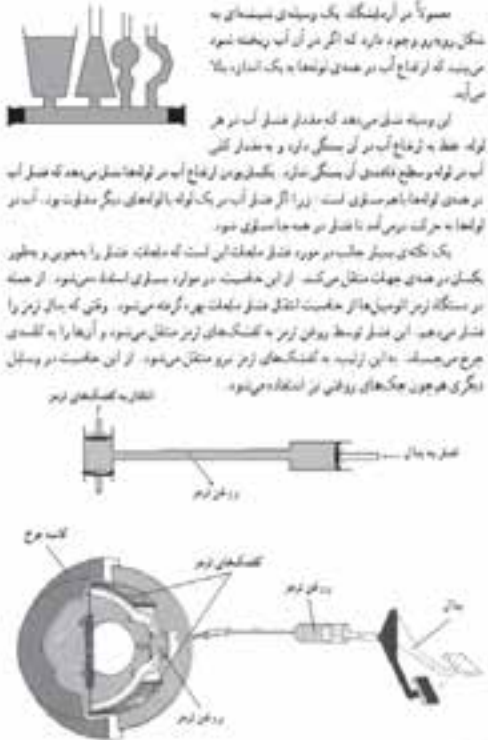 معمولاً در آزمایشگاه، یک وسیله‌ی شیشه‌ای به
شکل روبه‌رو وجود دارد که اگر در آن آب ریخته شود
می‌بینید که ارتفاع آب در همه‌ی لوله‌ها به یک اندازه بالا
می‌آید.
این وسیله نشان می‌دهد که مقدار فشار آب در هر
لوله، فقط به ارتفاع آب در آن بستگی دارد و به مقدار کلی
آب در لوله و سطح قاعده‌ی آن بستگی ندارد. یکسان بودن ارتفاع آب در لوله‌ها نشان می‌دهد که فشار آب
در همه‌ی لوله‌ها با هم مساوی است زیرا اگر فشار آب در یک لوله با لوله‌های دیگر متفاوت بود، آب در
لوله‌ها به حرکت درمی‌آمد تا فشار در همه جا مساوی شود.
یک نکته‌ی بسیار جالب در مورد فشار مایعات این است که مایعات، فشار را به‌خوبی و به‌طور
یکسان در همه‌ی جهات منتقل می‌کنند. از این خاصیت، در موارد بسیاری استفاده می‌شود. از جمله
در دستگاه ترمز اتومبیل‌ها از خاصیت انتقال فشار مایعات بهره گرفته می‌شود. وقتی که پدال ترمز را
فشار می‌دهیم، این فشار توسط روغن ترمز به کفشک‌های ترمز منتقل می‌شود و آن‌ها را به کاسه‌ی
چرخ می‌چسباند. به این ترتیب، به کفشک‌های ترمز نیرو منتقل می‌شود. از این خاصیت در وسایل
دیگری هم‌چون جک‌های روغنی نیز استفاده می‌شود.
انتقال به کفشک‌های ترمز
فشار به پدال
روغن ترمز
کاسه چرخ
کفشک‌های ترمز
روغن ترمز
پدال
روغن ترمز